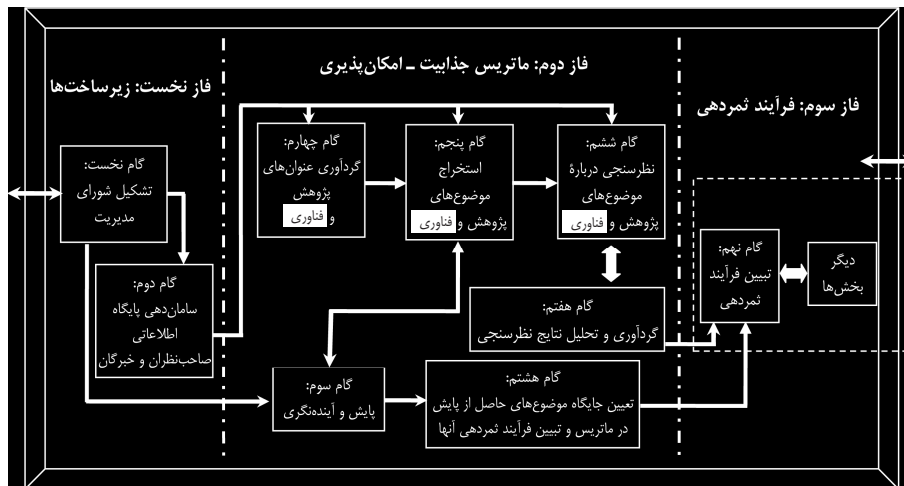 فاز نخست: زیرساخت‌ها
فاز دوم: ماتریس جذابیت ـ امکان‌پذیری
فاز سوم: فرآیند ثمردهی
گام نخست:
تشکیل شورای
مدیریت
گام دوم:
سامان‌دهی پایگاه
اطلاعاتی
صاحب‌نظران و خبرگان
گام چهارم:
گردآوری عنوان‌های
پژوهش
و فناوری
گام پنجم:
استخراج
موضوع‌های
پژوهش و فناوری
گام ششم:
نظرسنجی دربارۀ
موضوع‌های
پژوهش و فناوری
گام هفتم:
گردآوری و تحلیل نتایج نظرسنجی
گام سوم:
پایش و آینده‌نگری
گام هشتم:
تعیین جایگاه موضوع‌های حاصل از پایش
در ماتریس و تبیین فرآیند ثمردهی آنها
گام نهم:
تبیین فرآیند
ثمردهی
دیگر
بخش‌ها